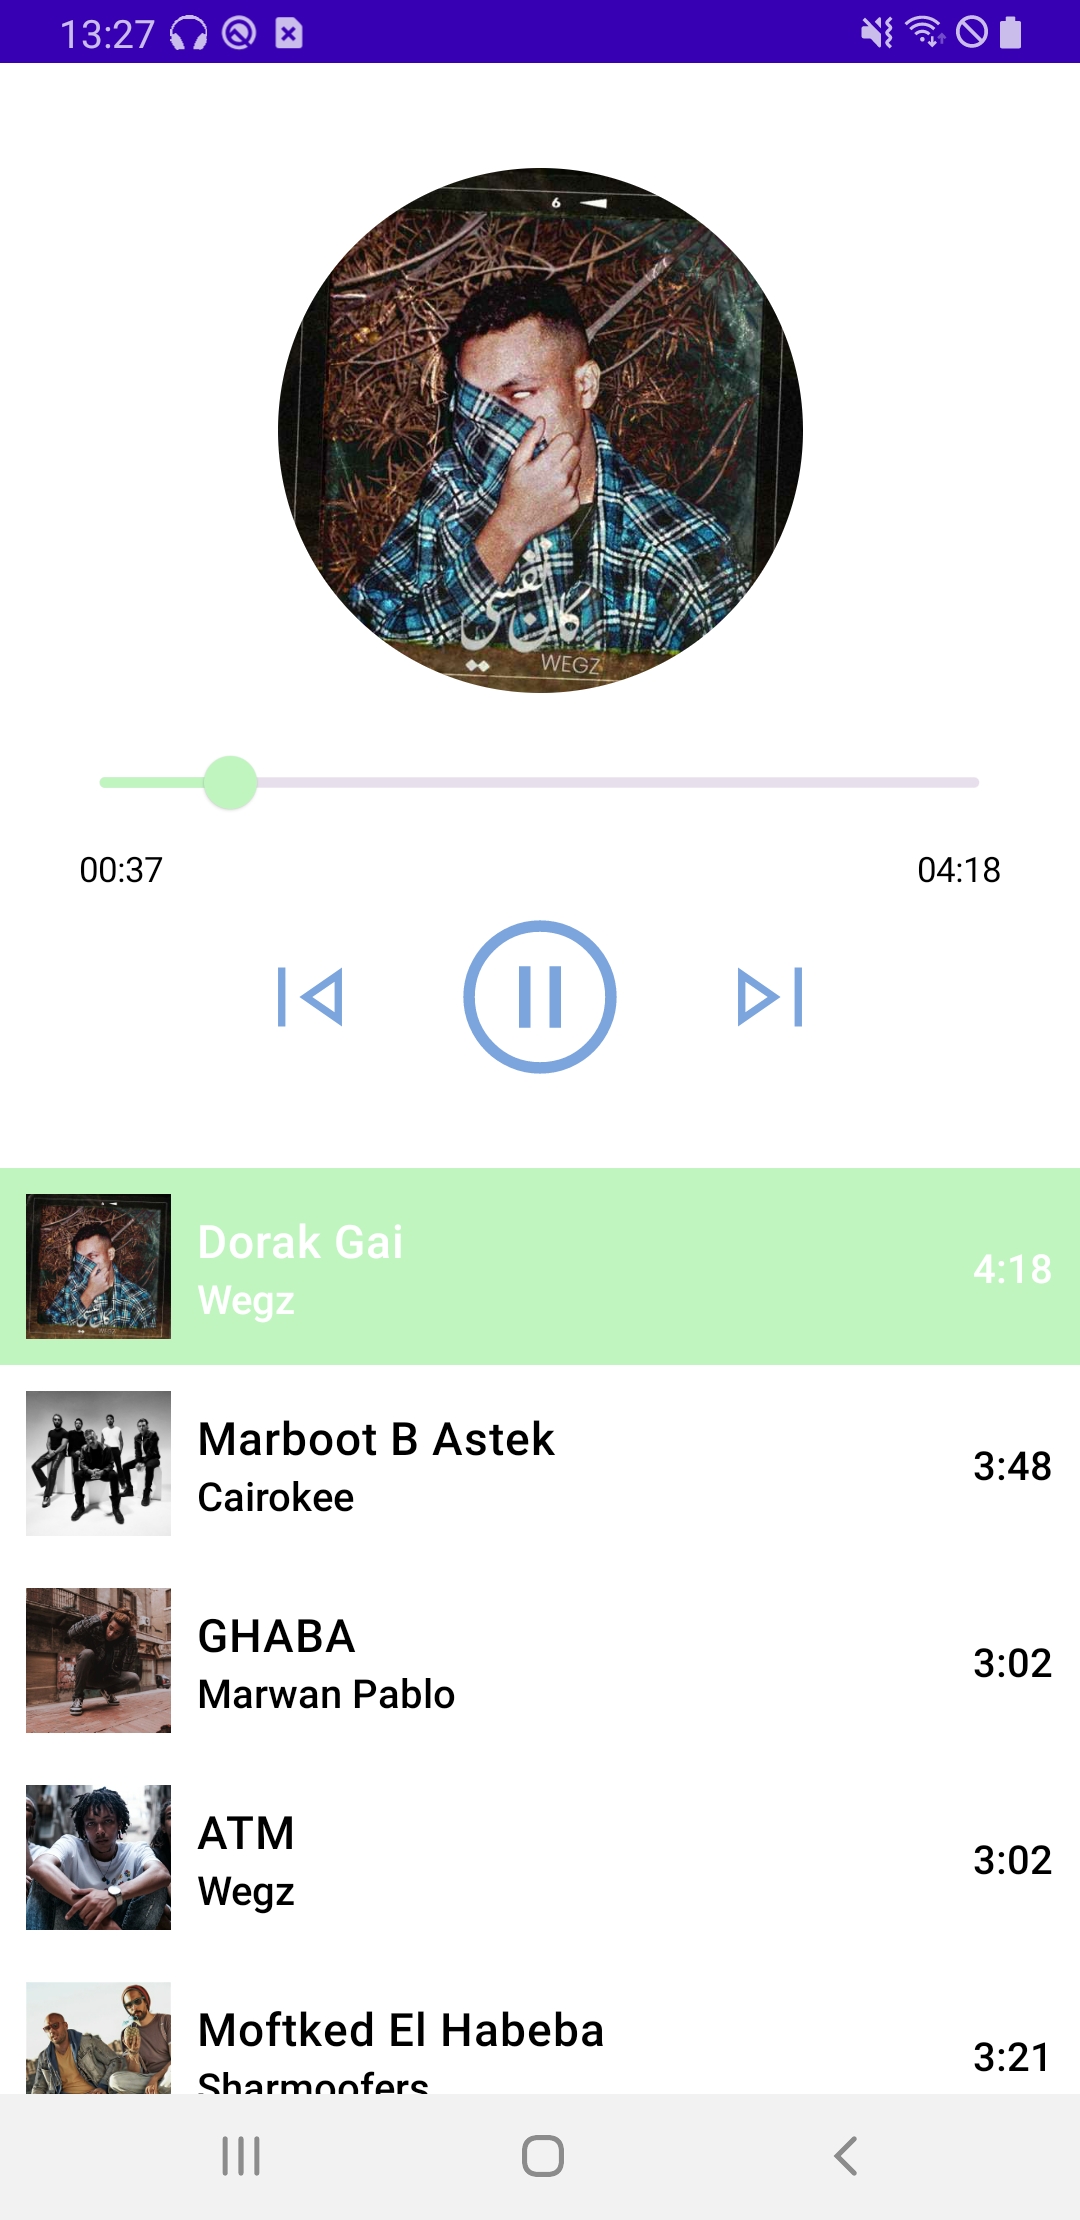 13:27
6
كان نفسي
WEGZ
00:37
04:18
Dorak Gai
4:18
Wegz
Marboot B Astek
3:48
Cairokee
GHABA
3:02
Marwan Pablo
ATM
3:02
Wegz
Moftked El Habeba
3:21
Sharmoofers